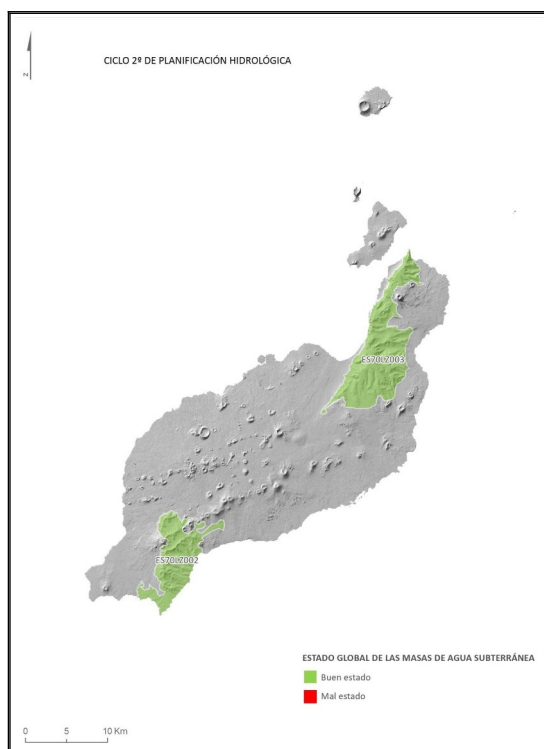 CICLO 2º DE PLANIFICACIÓN HIDROLÓGICA
N
ES70LZ003
ES70LZ002
ESTADO GLOBAL DE LAS MASAS DE AGUA SUBTERRÁNEA
Buen estado
Mal estado
0 5 10 Km